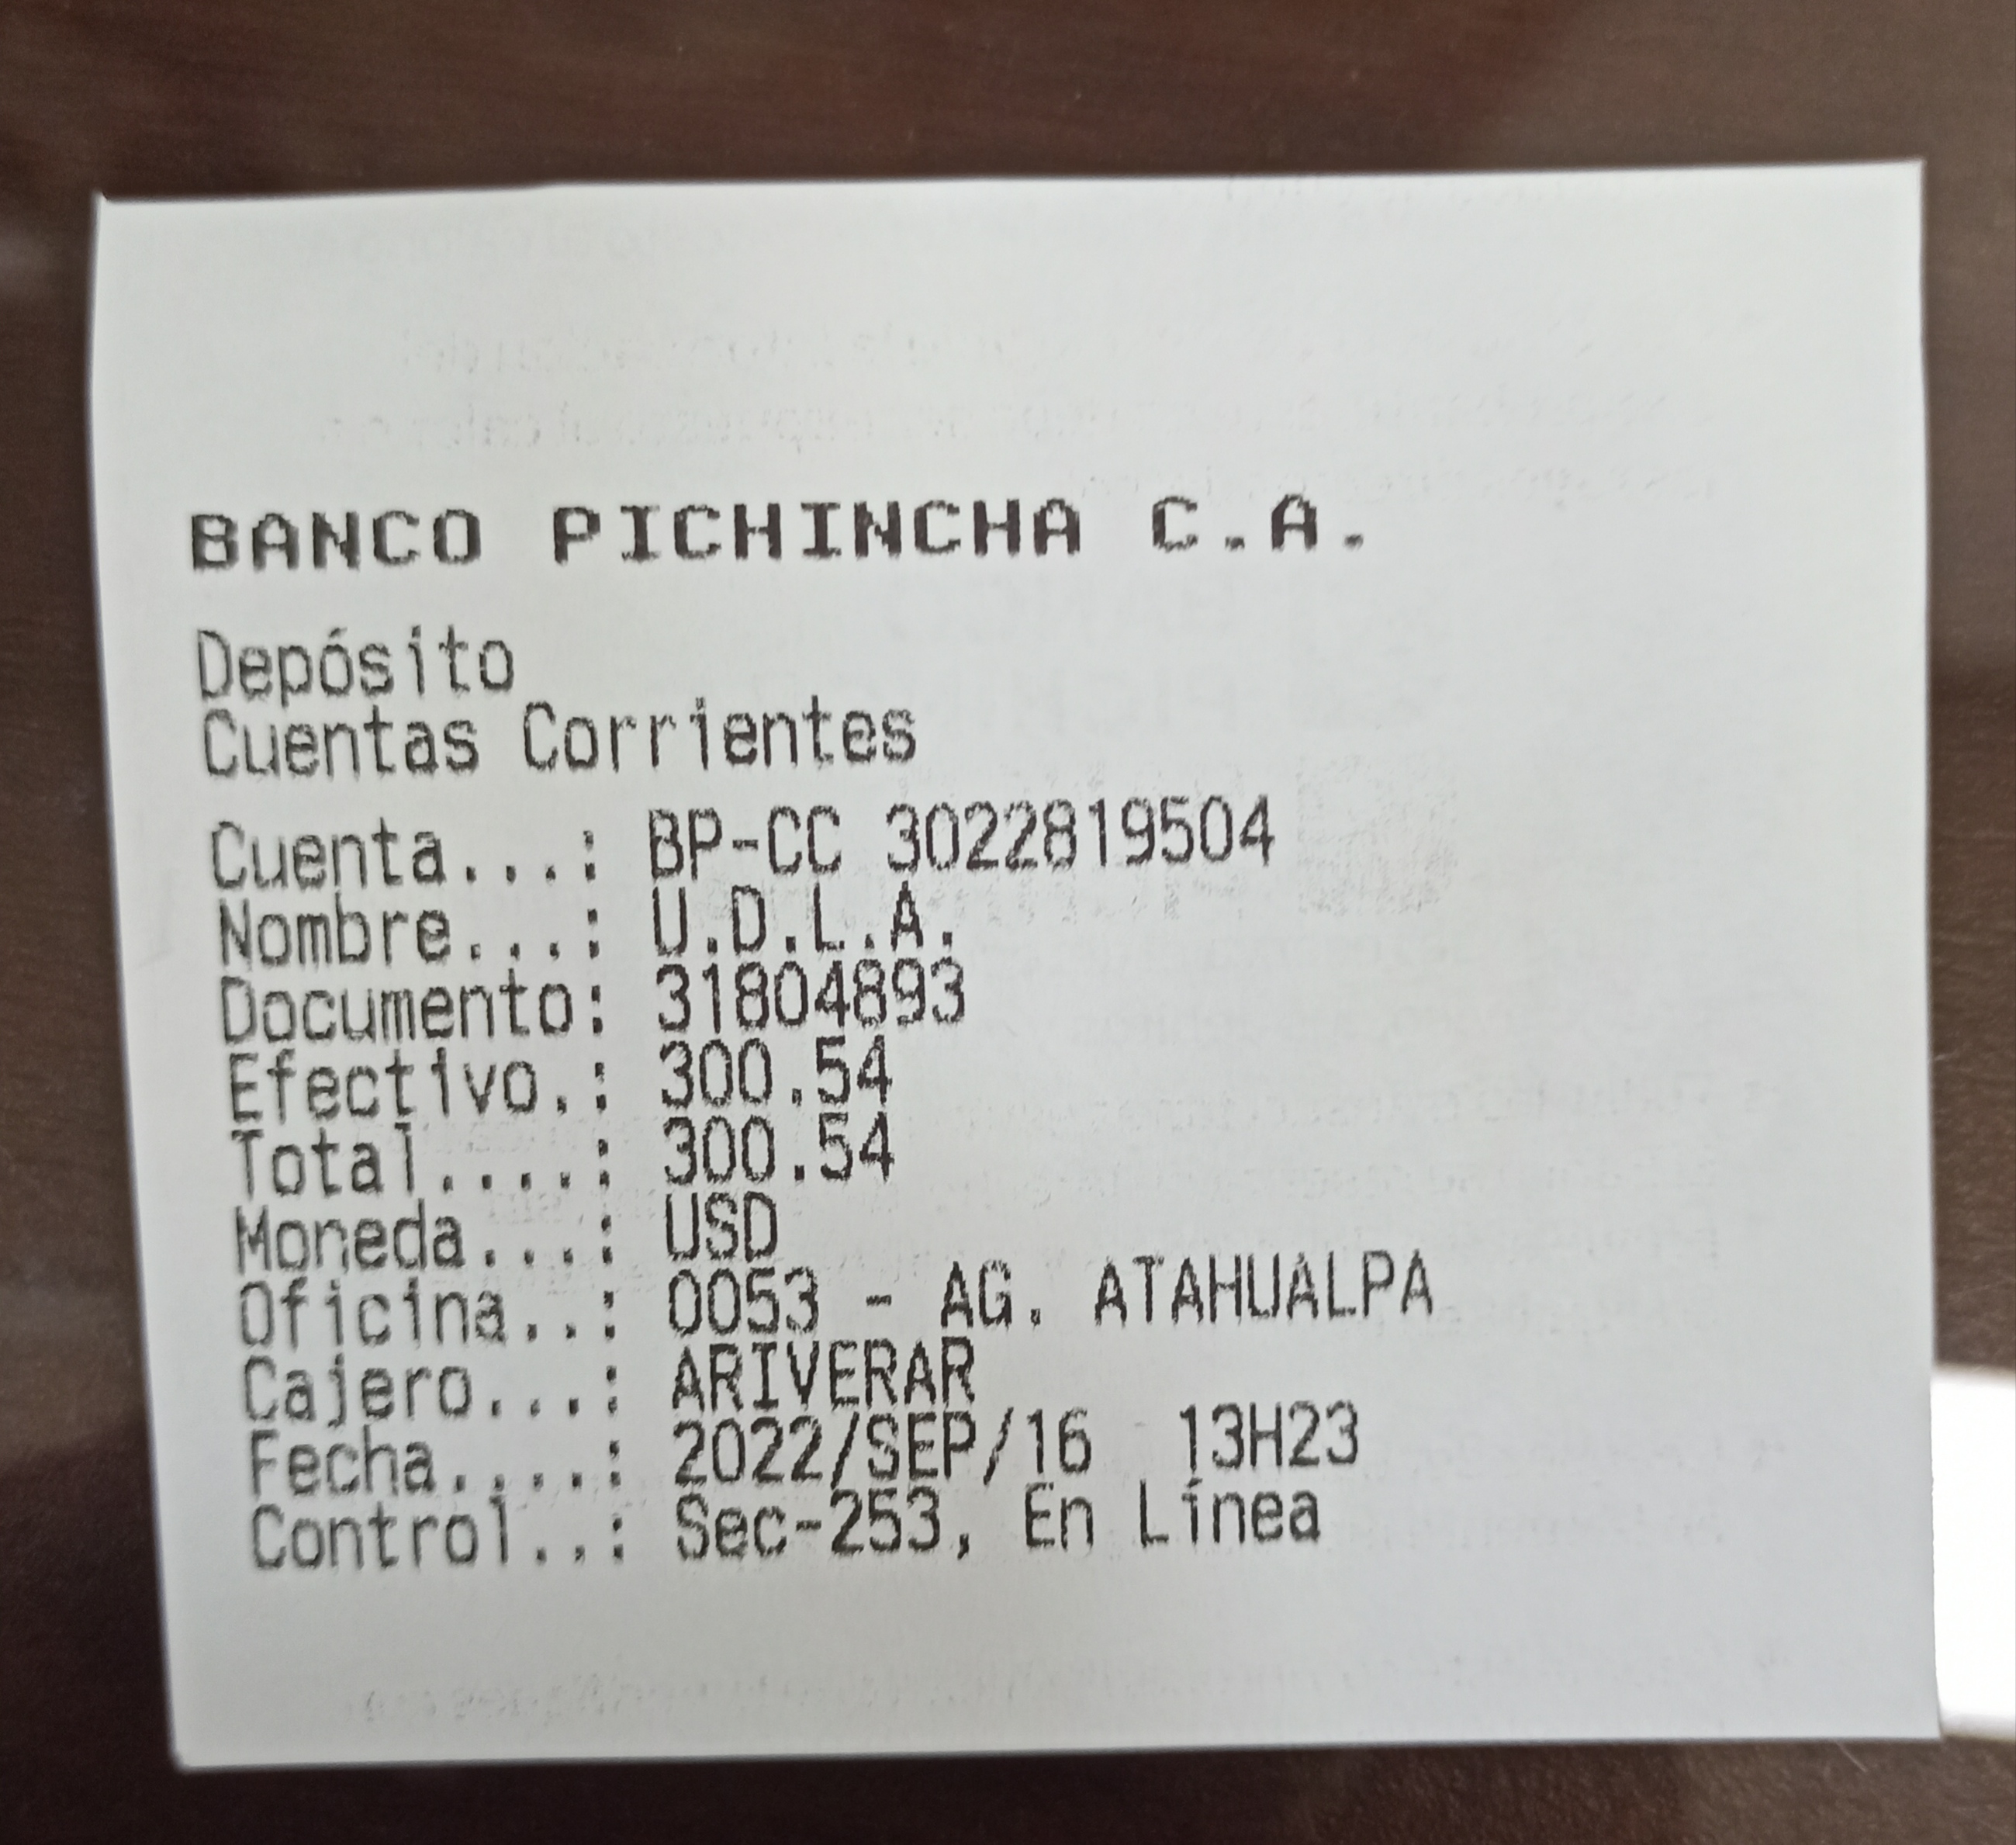 BANCO PICHINCHA C.A.
Depósito
Cuentas Corrientes
Cuenta...: BP-CC 3022819504
Nombre...: U.D.L.A.
Documento: 31804893
Efectivo.: 300.54
Total....: 300.54
Moneda...: USD
Oficina..: 0053 - AG. ATAHUALPA
Cajero...: ARIVERAR
Fecha....: 2022/SEP/16 13H23
Control..: Sec-253, En Línea